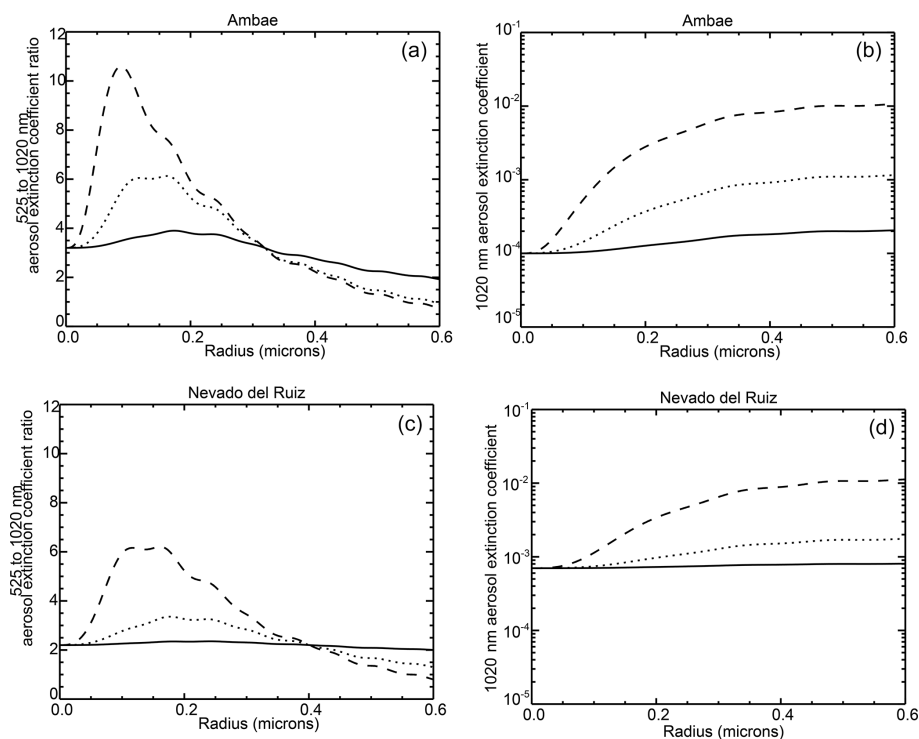 Ambae
(a)
525 to 1020 nm
aerosol extinction coefficient ratio
12
10
8
6
4
2
0
0.0 0.2 0.4 0.6
Radius (microns)
Ambae
(b)
1020 nm aerosol extinction coefficient
10-1
10-2
10-3
10-4
10-5
0.0 0.2 0.4 0.6
Radius (microns)
Nevado del Ruiz
(c)
525 to 1020 nm
aerosol extinction coefficient ratio
12
10
8
6
4
2
0
0.0 0.2 0.4 0.6
Radius (microns)
Nevado del Ruiz
(d)
1020 nm aerosol extinction coefficient
10-1
10-2
10-3
10-4
10-5
0.0 0.2 0.4 0.6
Radius (microns)